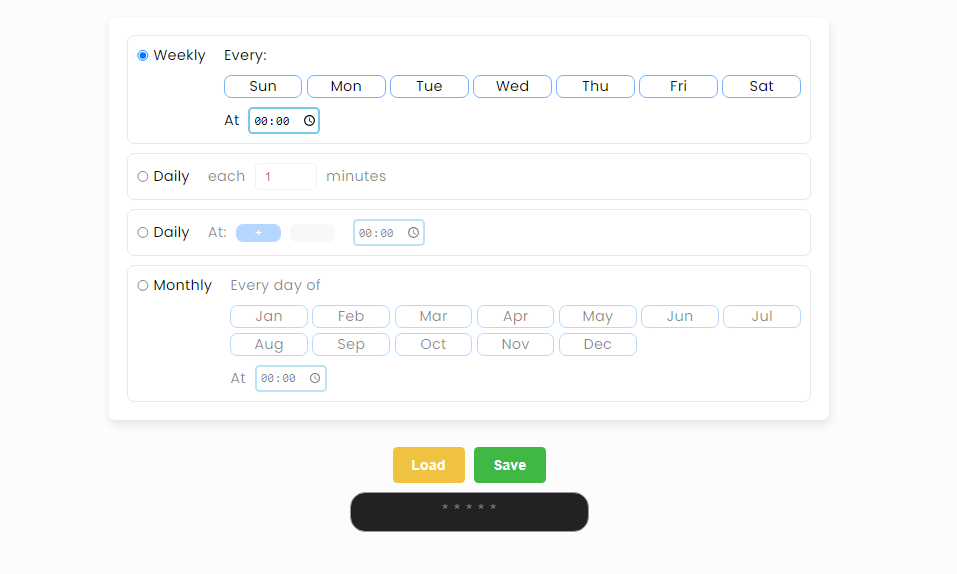 Weekly Every:
Sun Mon Tue Wed Thu Fri Sat
At 00:00
Daily each 1 minutes
Daily At: + 00:00
Monthly Every day of
Jan Feb Mar Apr May Jun Jul
Aug Sep Oct Nov Dec
At 00:00
Load Save
* * * * *